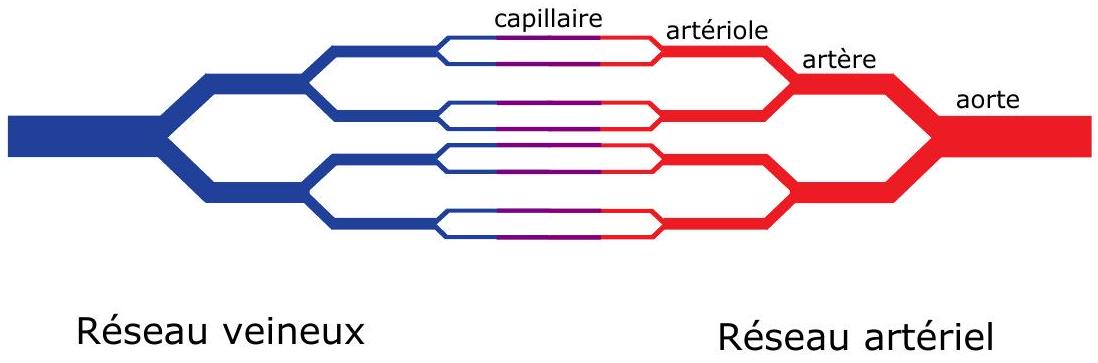 capillaire
artériole
artère
aorte
Réseau veineux
Réseau artériel